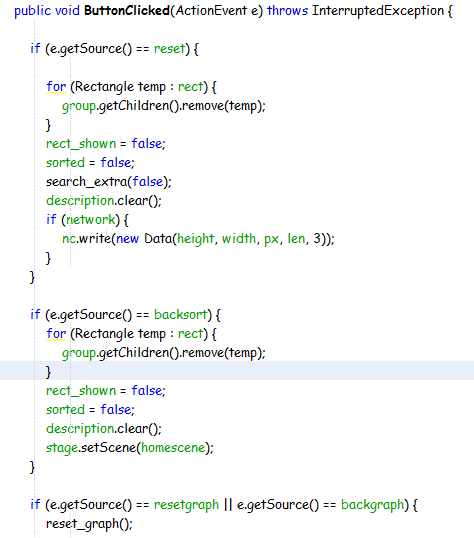 public void ButtonClicked(ActionEvent e) throws InterruptedException {
if (e.getSource() == reset) {
for (Rectangle temp : rect) {
group.getChildren().remove(temp);
}
rect_shown = false;
sorted = false;
search_extra(false);
description.clear();
if (network) {
nc.write(new Data(height, width, px, len, 3));
}
}
if (e.getSource() == backsort) {
for (Rectangle temp : rect) {
group.getChildren().remove(temp);
}
rect_shown = false;
sorted = false;
description.clear();
stage.setScene(homescene);
}
if (e.getSource() == resetgraph || e.getSource() == backgraph) {
reset_graph();